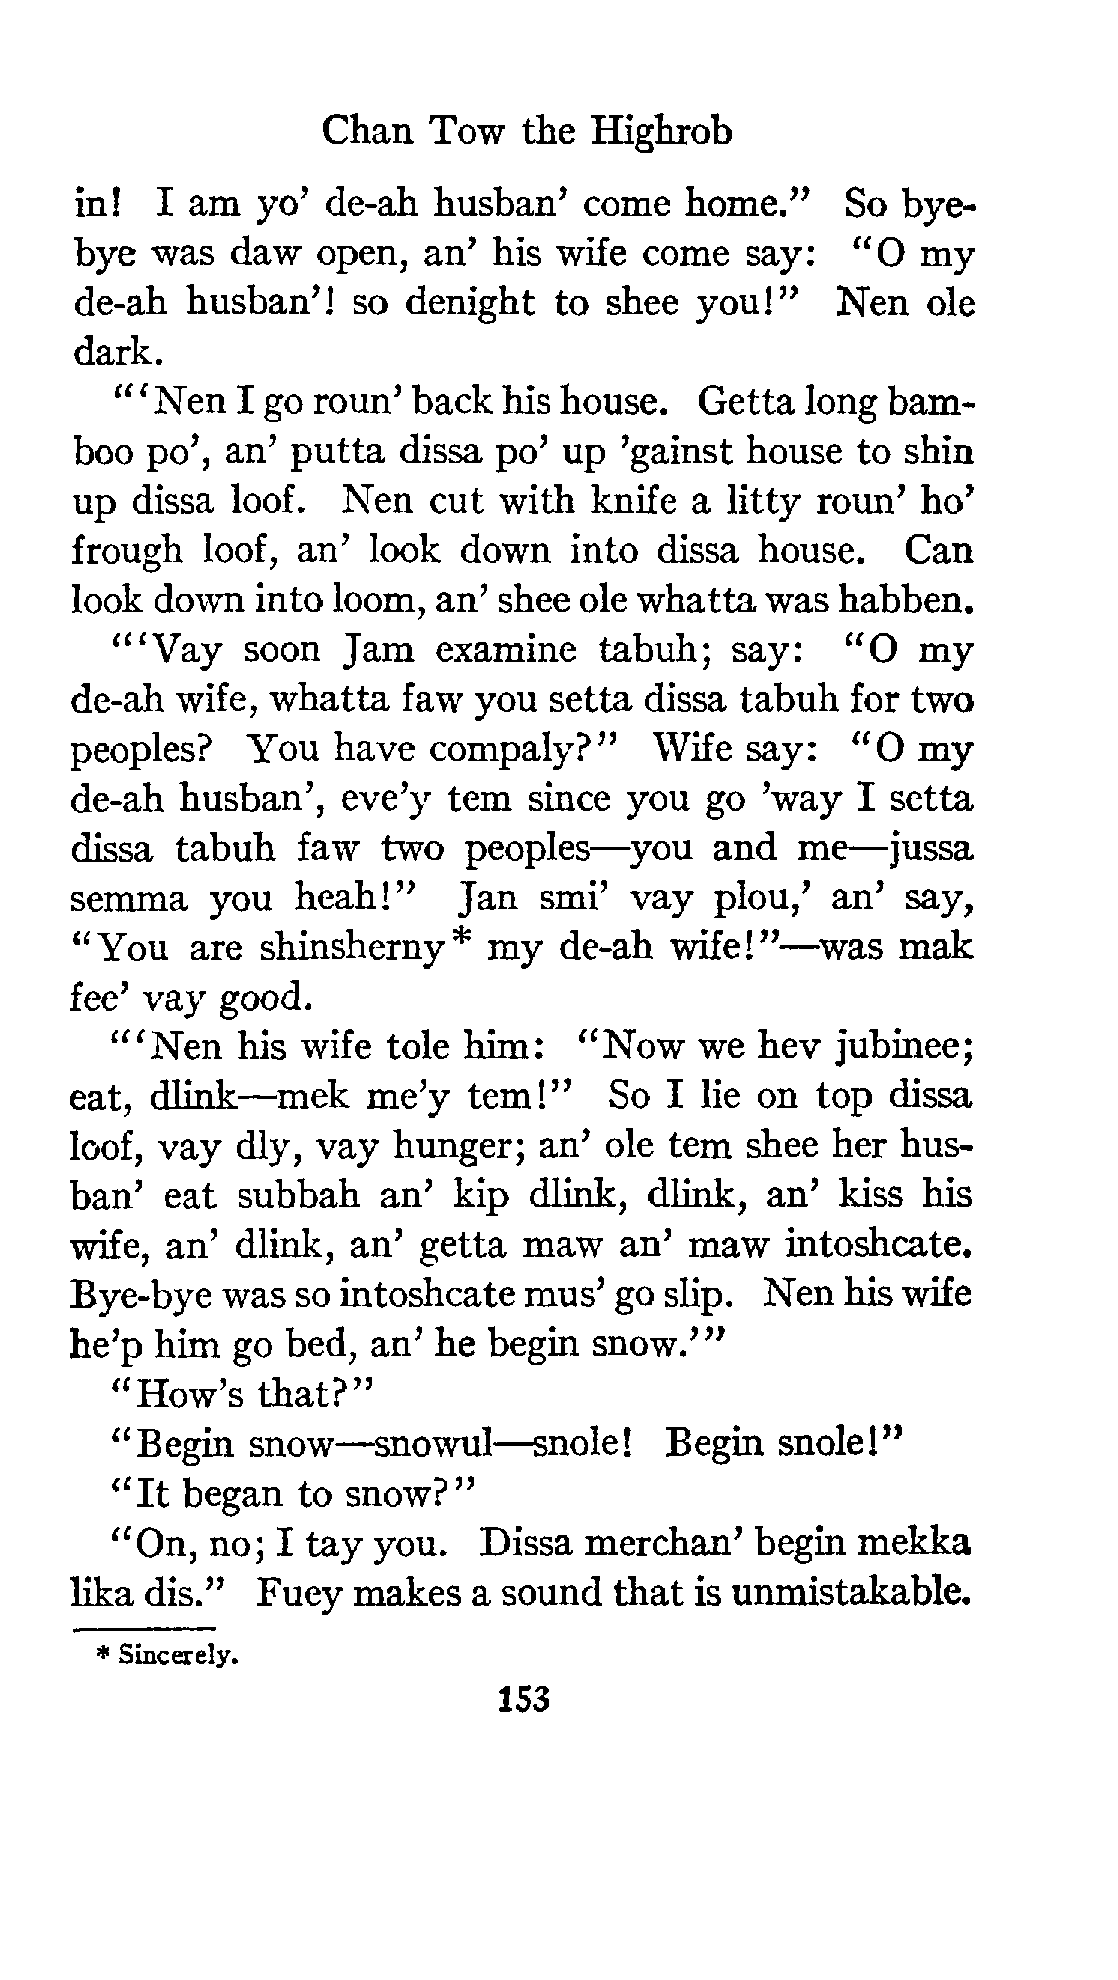 Chan Tow the Highrob
in! I am yo' de-ah husban' come home." So bye-
bye was daw open, an' his wife come say: "O my
de-ah husban'! so denight to shee you!" Nen ole
dark.
"'Nen I go roun' back his house. Getta long bam-
boo po', an' putta dissa po' up 'gainst house to shin
up dissa loof. Nen cut with knife a litty roun' ho'
frough loof, an' look down into dissa house. Can
look down into loom, an' shee ole whatta was habben.
"'Vay soon Jam examine tabuh; say: "O my
de-ah wife, whatta faw you setta dissa tabuh for two
peoples? You have compaly?" Wife say: "O my
de-ah husban', eve'y tem since you go 'way I setta
dissa tabuh faw two peoples—you and me—jussa
semma you heah!" Jan smi' vay plou,' an' say,
"You are shinsherny* my de-ah wife!"—was mak
fee' vay good.
"'Nen his wife tole him: "Now we hev jubinee;
eat, dlink—mek me'y tem!" So I lie on top dissa
loof, vay dly, vay hunger; an' ole tem shee her hus-
ban' eat subbah an' kip dlink, dlink, an' kiss his
wife, an' dlink, an' getta maw an' maw intoshcate.
Bye-bye was so intoshcate mus' go slip. Nen his wife
he'p him go bed, an' he begin snow.'"
"How's that?"
"Begin snow—snowul—snole! Begin snole!"
"It began to snow?"
"On, no; I tay you. Dissa merchan' begin mekka
lika dis." Fuey makes a sound that is unmistakable.
* Sincerely.
153